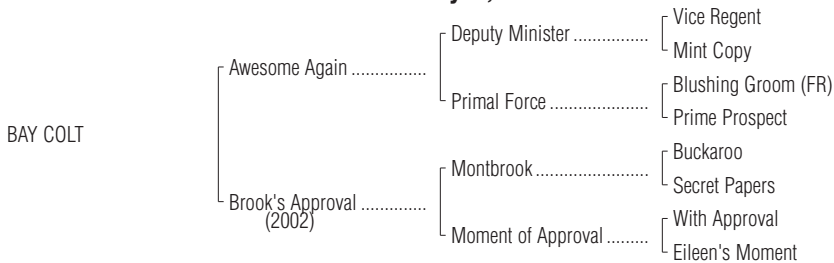 Vice Regent
Deputy Minister ................
Mint Copy
Awesome Again ................
Blushing Groom (FR)
Primal Force .....................
Prime Prospect
BAY COLT
Buckaroo
Montbrook ........................
Secret Papers
Brook's Approval ..............
(2002)
With Approval
Moment of Approval .........
Eileen's Moment